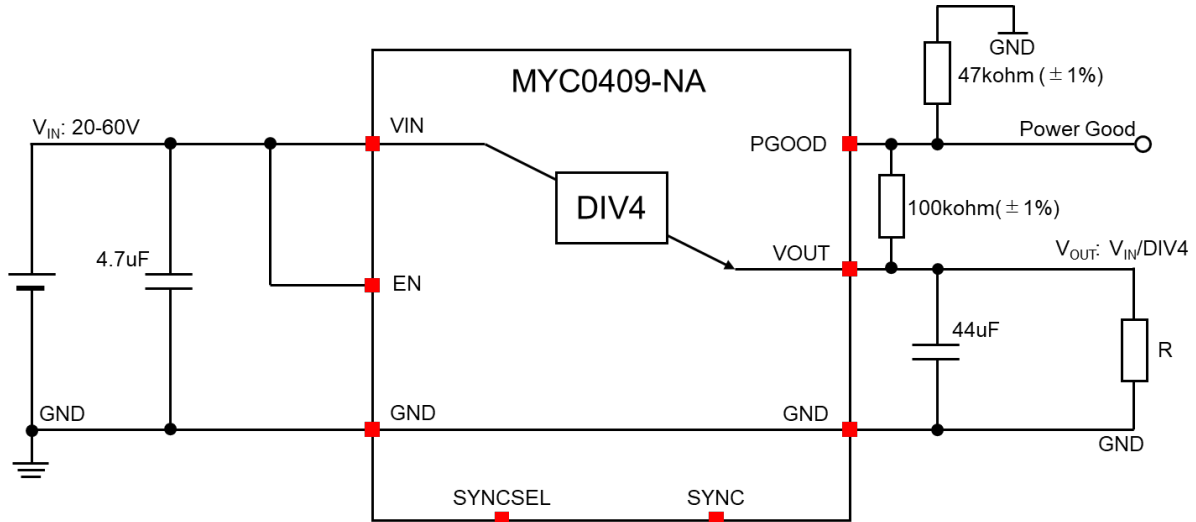 MYC0409-NA
GND
47kohm (±1%)
VIN: 20-60V
VIN
PGOOD
Power Good
DIV4
100kohm(±1%)
4.7uF
EN
VOUT
VOUT: VIN/DIV4
44uF
R
GND
GND
GND
GND
SYNCSEL
SYNC